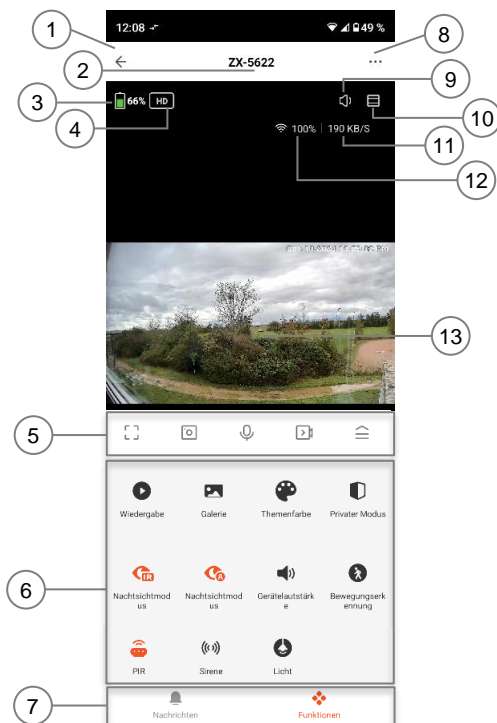 12:08 49 %
1
8
ZX-5622
2
9
3
66% HD
10
4
100% 190 KB/S
11
12
13
5
Wiedergabe Galerie Themenfarbe Privater Modus
6
Nachtsichtmod
us
Nachtsichtmod
us
Gerätelautstärk
e
Bewegungserk
ennung
IR A
PIR Sirene Licht
7
Nachrichten Funktionen